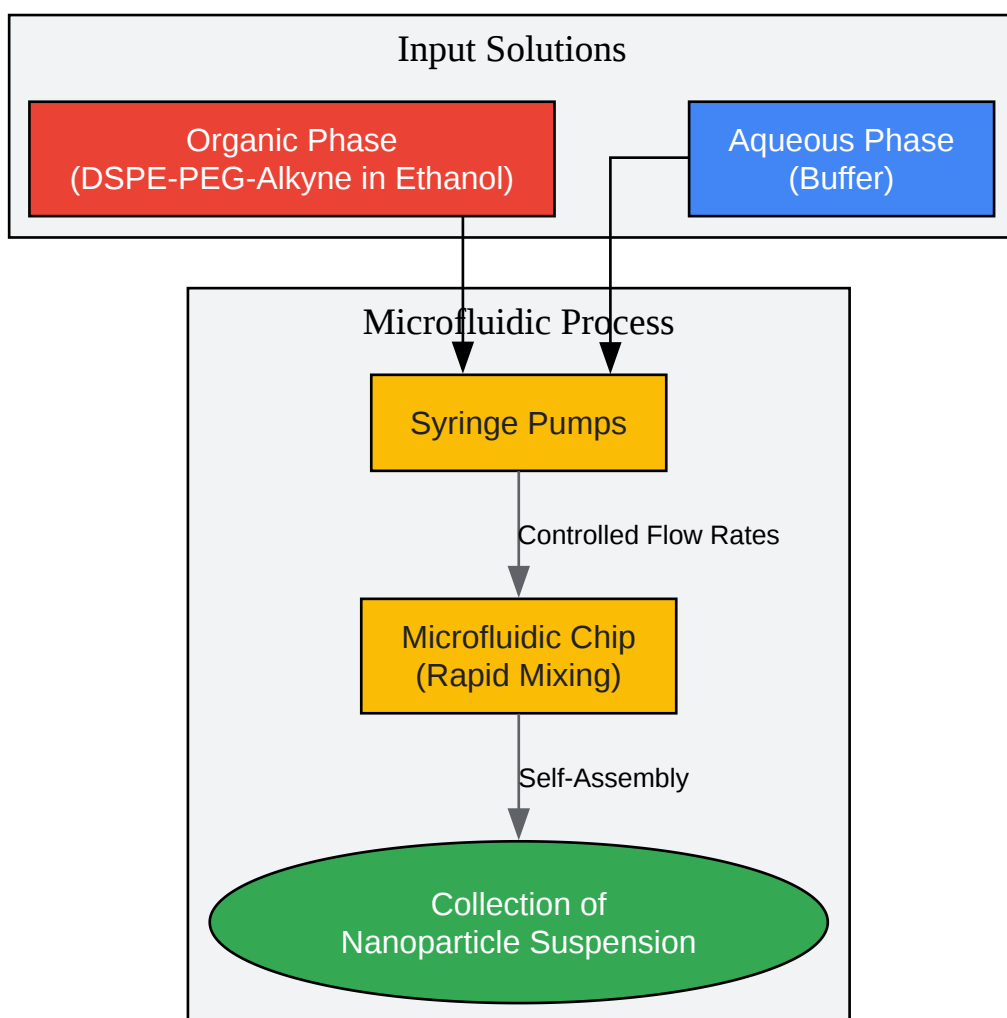 Input Solutions
Organic Phase
(DSPE-PEG-Alkyne in Ethanol)
Aqueous Phase
(Buffer)
Microfluidic Process
Syringe Pumps
Controlled Flow Rates
Microfluidic Chip
(Rapid Mixing)
Self-Assembly
Collection of
Nanoparticle Suspension